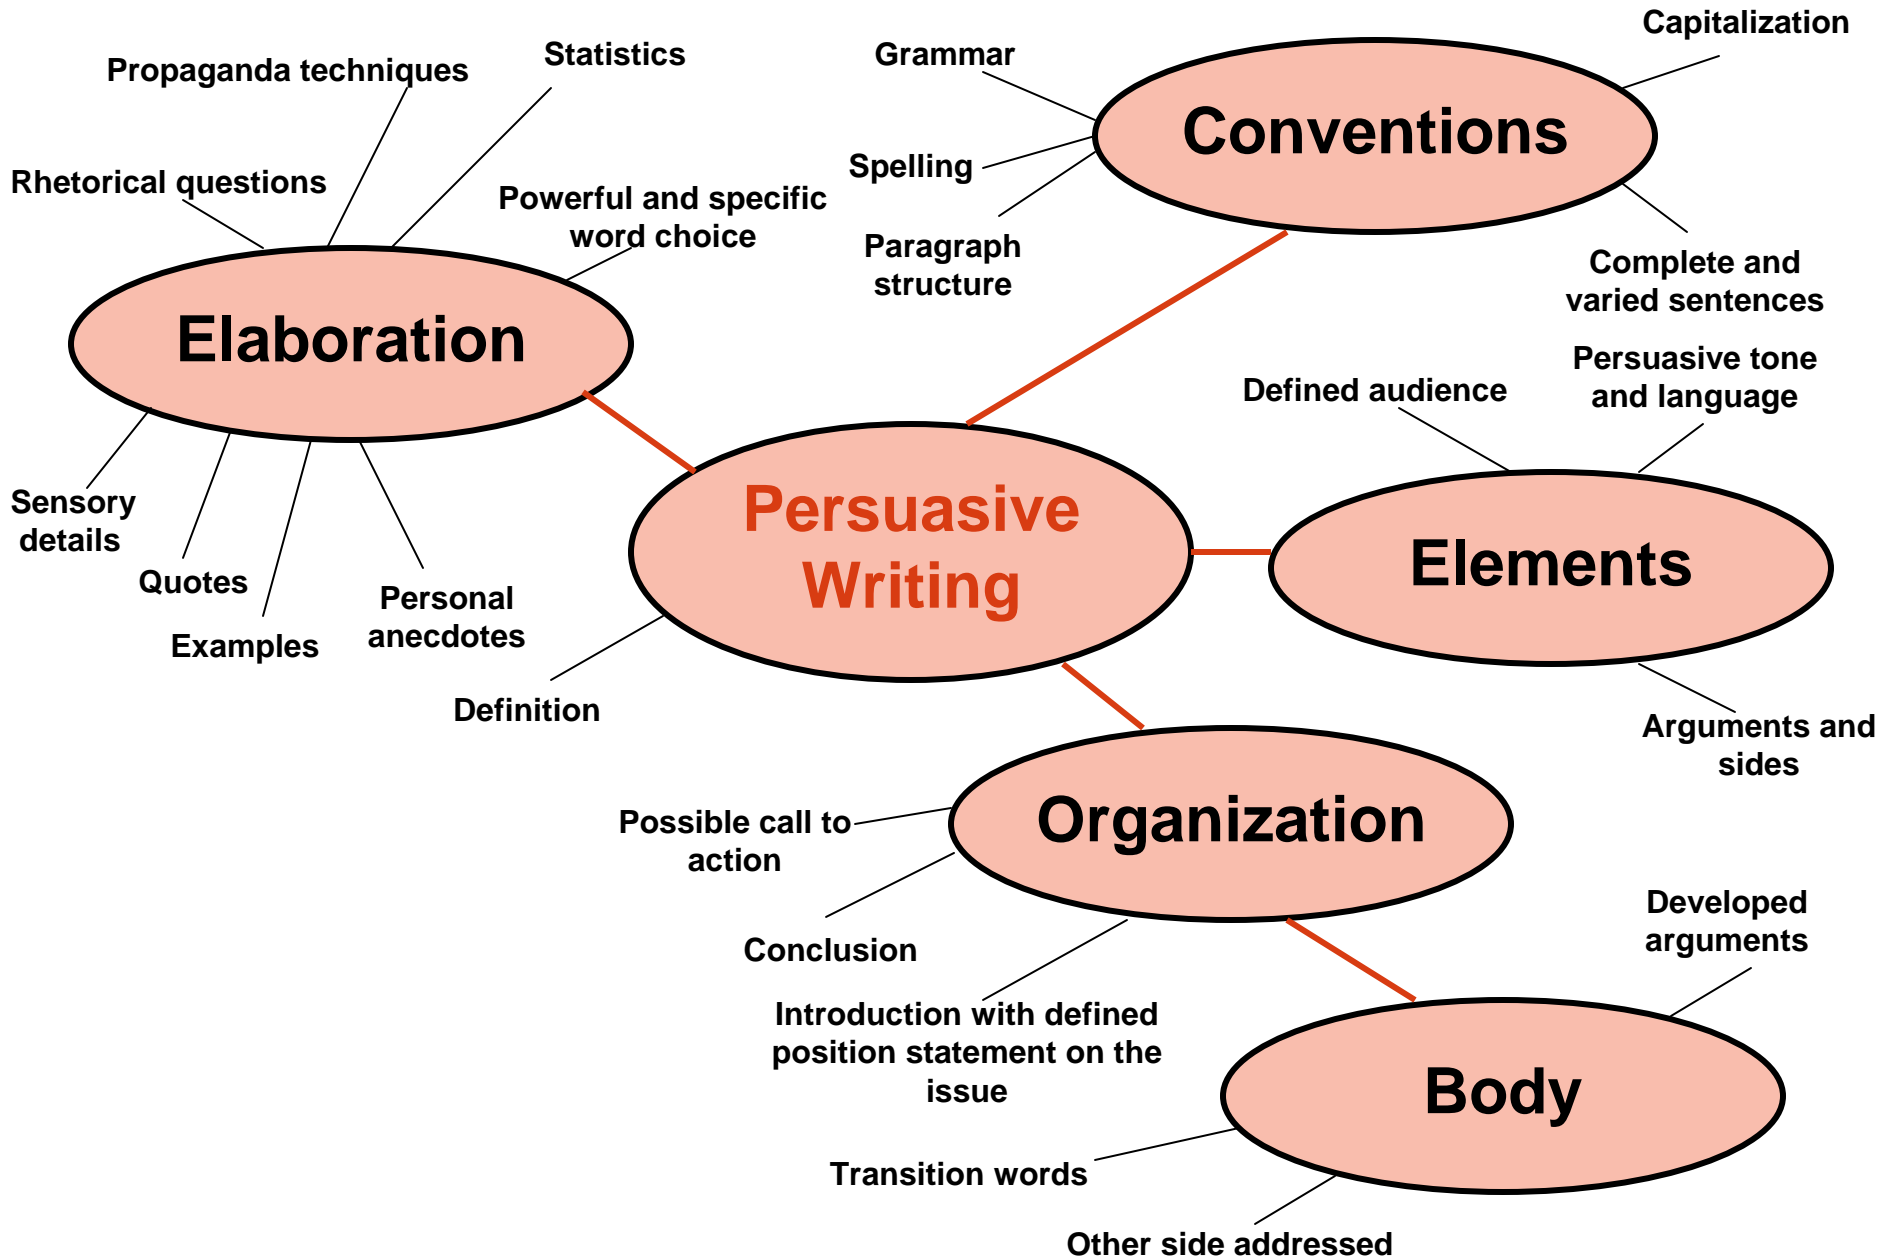 Capitalization
Statistics
Grammar
Propaganda techniques
Conventions
Spelling
Rhetorical questions
Powerful and specific
word choice
Paragraph
structure
Complete and
varied sentences
Elaboration
Persuasive tone
and language
Defined audience
Sensory
details
Persuasive
Writing
Elements
Quotes
Personal
anecdotes
Examples
Definition
Arguments and
sides
Possible call to
action
Organization
Developed
arguments
Conclusion
Introduction with defined
position statement on the
issue
Body
Transition words
Other side addressed